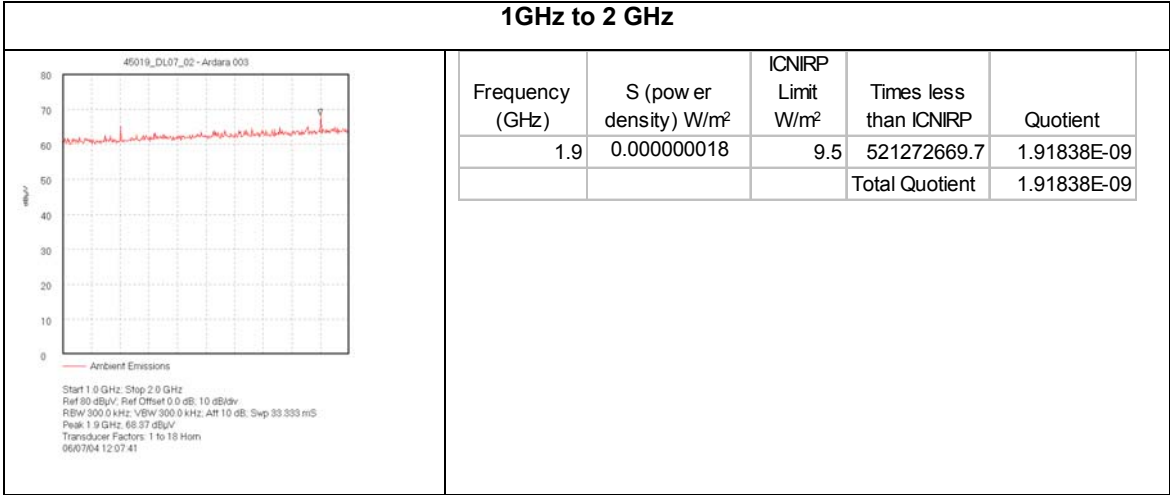 1GHz to 2 GHz
45019_DL07_02 - Ardara 003
80
70
60
50
40
30
20
10
0
dBµV
Ambient Emissions
Start 1.0 GHz; Stop 2.0 GHz
Ref 80 dBµV; Ref Offset 0.0 dB; 10 dB/div
RBW 300.0 kHz; VBW 300.0 kHz; Att 10 dB; Swp 33.333 mS
Peak 1.9 GHz, 68.37 dBµV
Transducer Factors: 1 to 18 Horn
06/07/04 12:07:41
Frequency (GHz) S (power density) W/m² ICNIRP Limit W/m² Times less than ICNIRP Quotient
1.9 0.000000018 9.5 521272669.7 1.91838E-09
Total Quotient 1.91838E-09